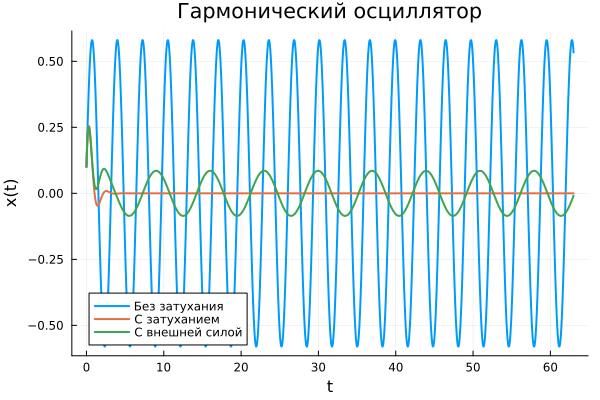 Гармонический осциллятор
x(t)
0.50
0.25
0.00
−0.25
−0.50
Без затухания
С затуханием
С внешней силой
0 10 20 30 40 50 60
t